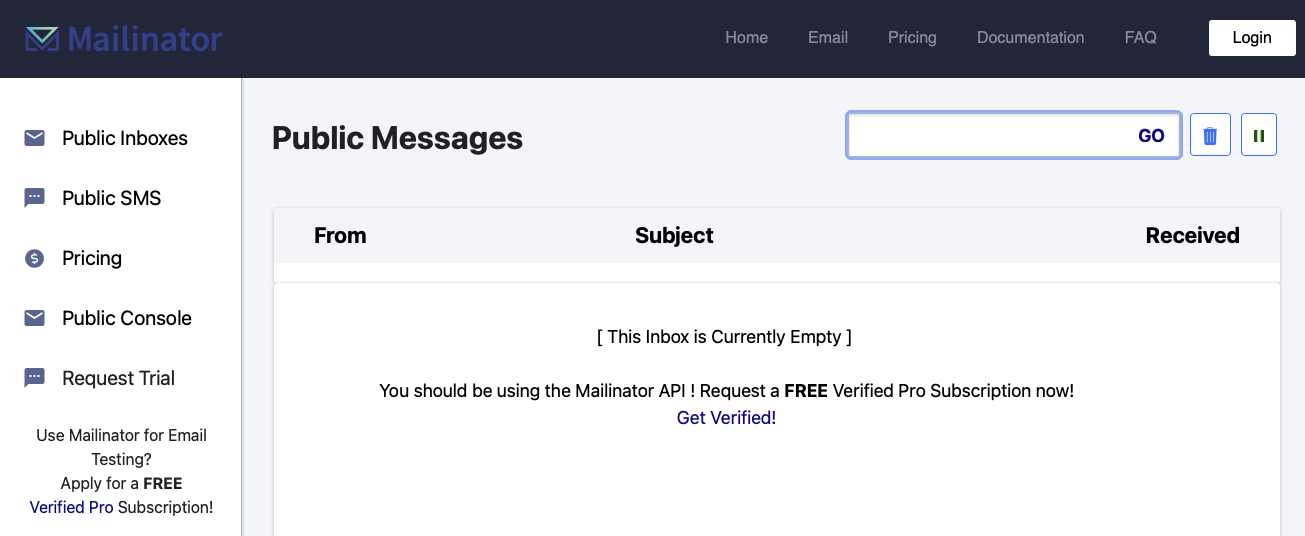 Mailinator
Home
Email
Pricing
Documentation
FAQ
Login
Public Inboxes
Public SMS
Pricing
Public Console
Request Trial
Use Mailinator for Email
Testing?
Apply for a FREE
Verified Pro Subscription!
Public Messages
GO
From
Subject
Received
[ This Inbox is Currently Empty ]
You should be using the Mailinator API ! Request a FREE Verified Pro Subscription now!
Get Verified!